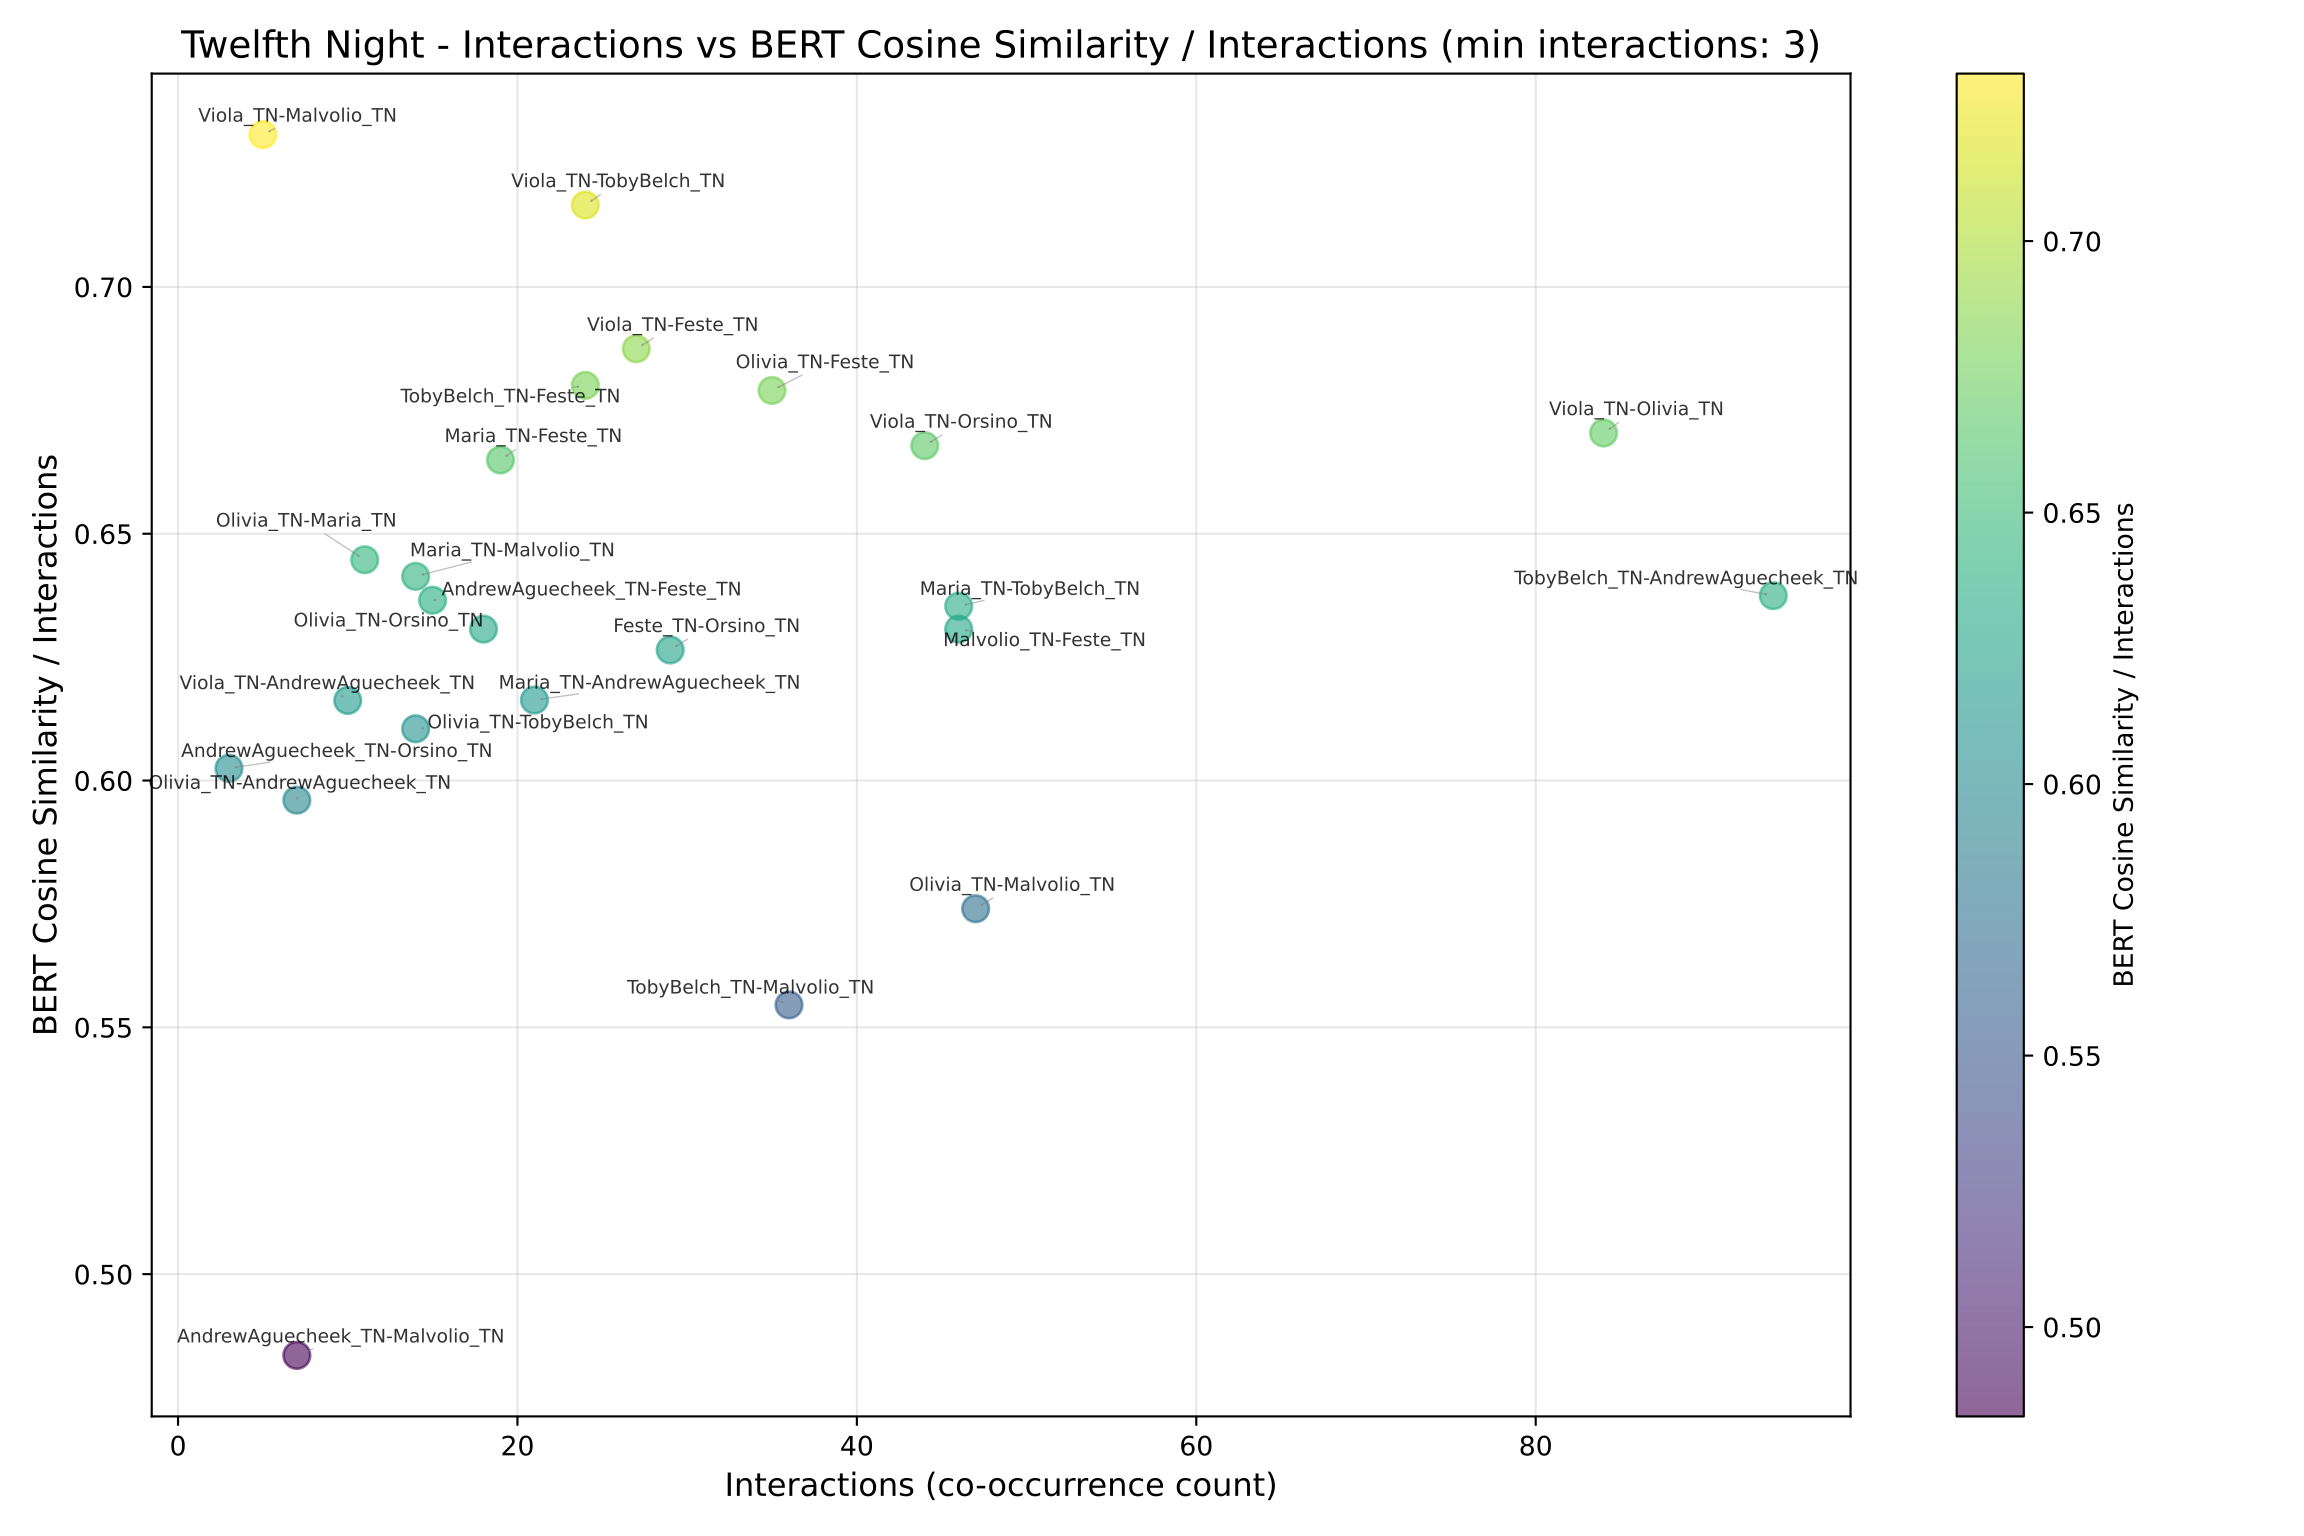 Twelfth Night - Interactions vs BERT Cosine Similarity / Interactions (min interactions: 3)
Viola_TN-Malvolio_TN
Viola_TN-TobyBelch_TN
Viola_TN-Feste_TN
Olivia_TN-Feste_TN
TobyBelch_TN-Feste_TN
Viola_TN-Olivia_TN
Viola_TN-Orsino_TN
Maria_TN-Feste_TN
Olivia_TN-Maria_TN
Maria_TN-Malvolio_TN
TobyBelch_TN-AndrewAguecheek_TN
AndrewAguecheek_TN-Feste_TN
Maria_TN-TobyBelch_TN
Olivia_TN-Orsino_TN
Feste_TN-Orsino_TN
Malvolio_TN-Feste_TN
Viola_TN-AndrewAguecheek_TN
Maria_TN-AndrewAguecheek_TN
Olivia_TN-TobyBelch_TN
AndrewAguecheek_TN-Orsino_TN
Olivia_TN-AndrewAguecheek_TN
Olivia_TN-Malvolio_TN
TobyBelch_TN-Malvolio_TN
AndrewAguecheek_TN-Malvolio_TN
BERT Cosine Similarity / Interactions
0.70
0.65
0.60
0.55
0.50
0
20
40
60
80
Interactions (co-occurrence count)
0.70
0.65
0.60
0.55
0.50
BERT Cosine Similarity / Interactions